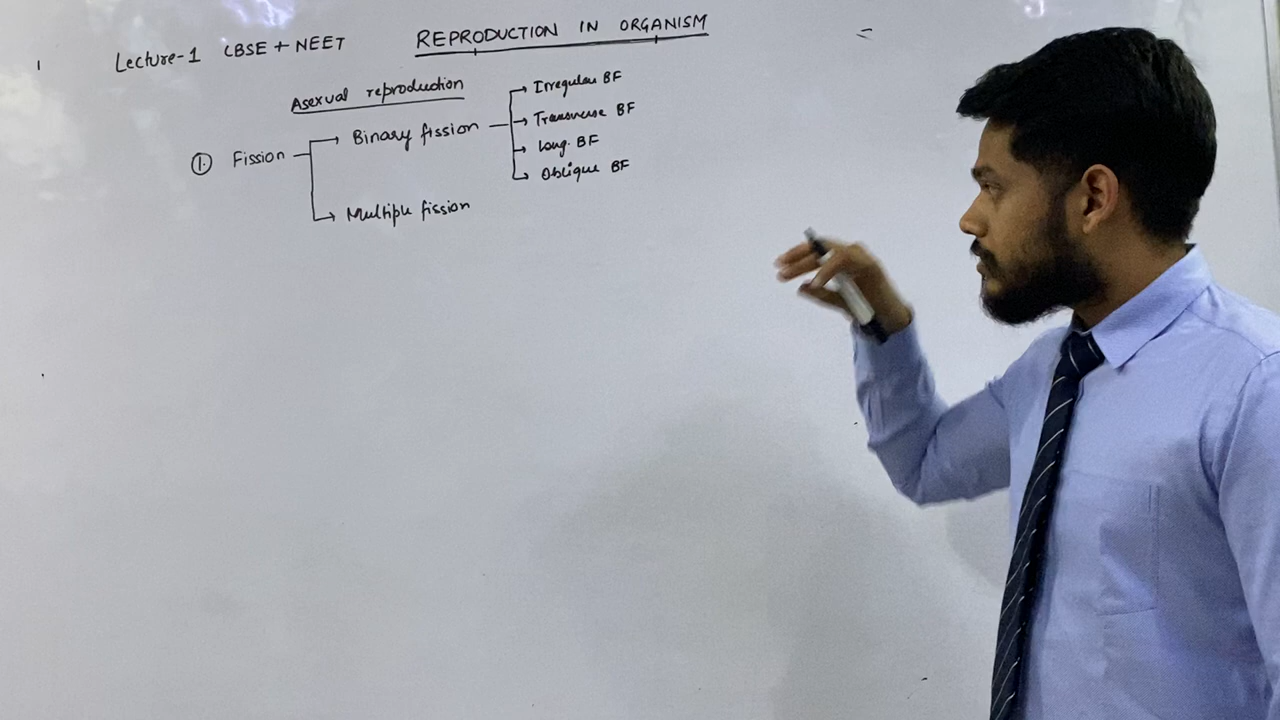 Lecture-1 CBSE + NEET REPRODUCTION IN ORGANISM
Asexual reproduction
① Fission
Binary fission
Irregular BF
Transverse BF
Long. BF
Oblique BF
Multiple fission